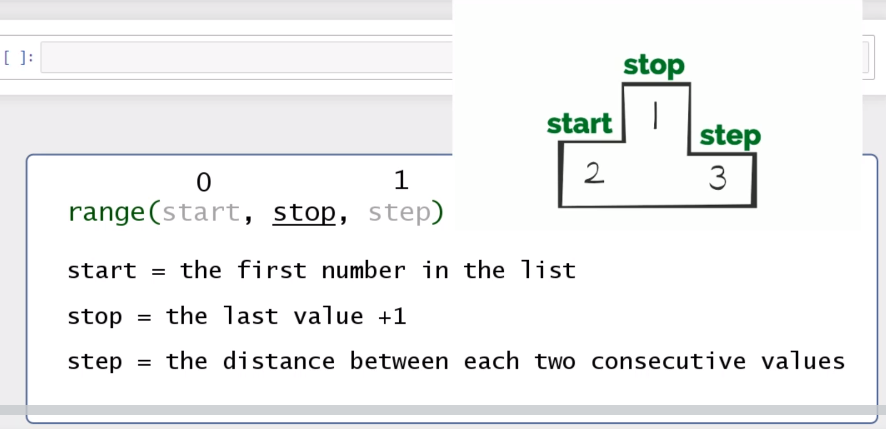 [ ]:
stop
start
1
step
2
3
0 1
range(start, stop, step)
start = the first number in the list
stop = the last value +1
step = the distance between each two consecutive values